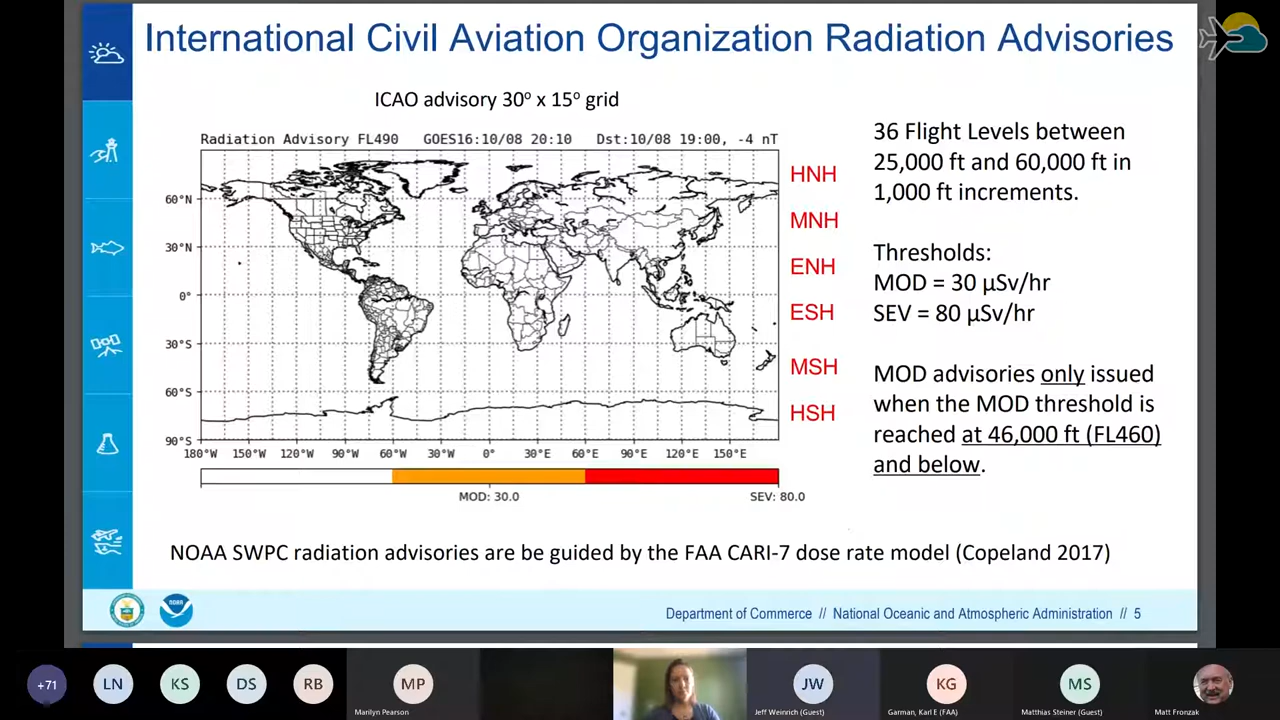 International Civil Aviation Organization Radiation Advisories
ICAO advisory 30° x 15° grid
Radiation Advisory FL490 GOES16:10/08 20:10 Dst:10/08 19:00, -4 nT
60°N
30°N
0°
30°S
60°S
90°S
180°W 150°W 120°W 90°W 60°W 30°W 0° 30°E 60°E 90°E 120°E 150°E
MOD: 30.0 SEV: 80.0
HNH
MNH
ENH
ESH
MSH
HSH
36 Flight Levels between
25,000 ft and 60,000 ft in
1,000 ft increments.
Thresholds:
MOD = 30 µSv/hr
SEV = 80 µSv/hr
MOD advisories only issued
when the MOD threshold is
reached at 46,000 ft (FL460)
and below.
NOAA SWPC radiation advisories are be guided by the FAA CARI-7 dose rate model (Copeland 2017)
NOAA
Department of Commerce // National Oceanic and Atmospheric Administration // 5
+71 LN KS DS RB MP JW KG MS
Marilyn Pearson Jeff Weinrich (Guest) Garman, Karl E (FAA) Matthias Steiner (Guest) Matt Fronzak